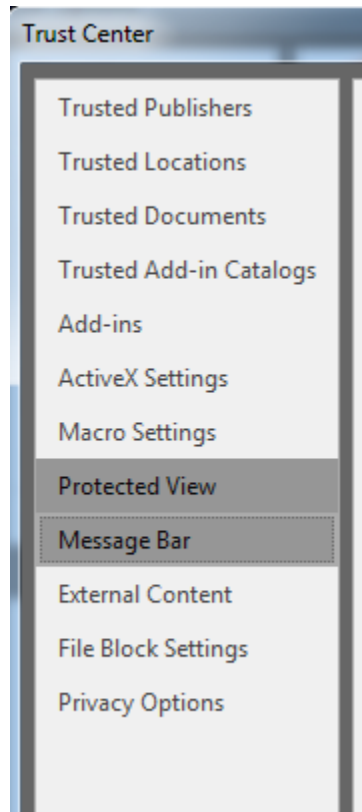 Trust Center
Trusted Publishers
Trusted Locations
Trusted Documents
Trusted Add-in Catalogs
Add-ins
ActiveX Settings
Macro Settings
Protected View
Message Bar
External Content
File Block Settings
Privacy Options